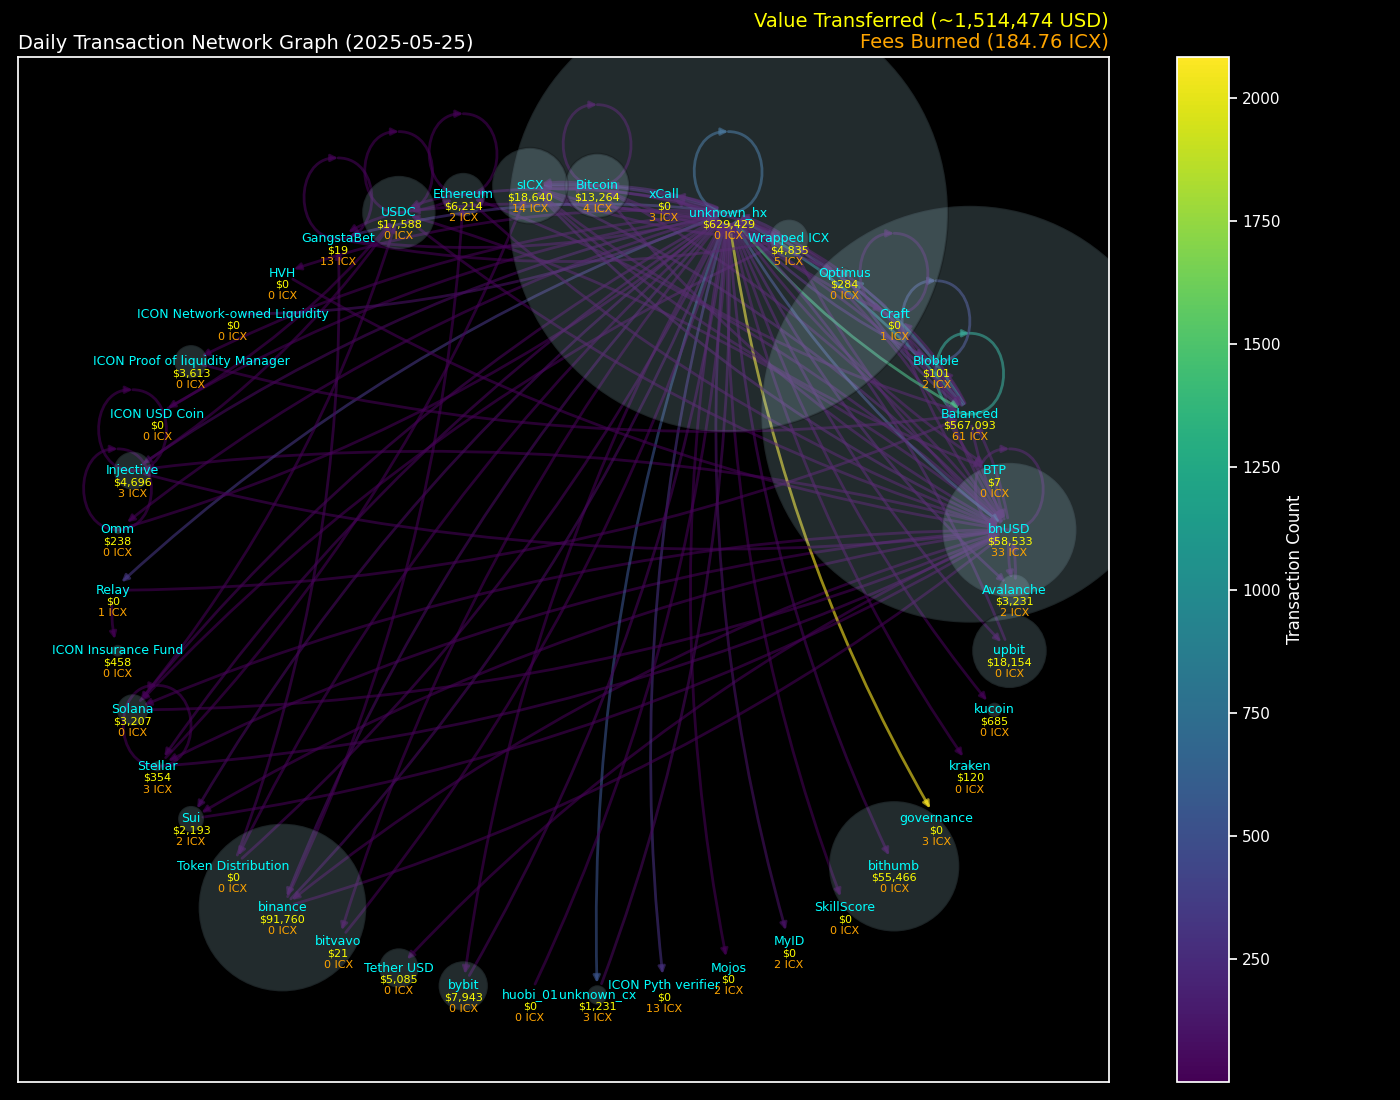 Value Transferred (~1,514,474 USD)
Daily Transaction Network Graph (2025-05-25)
Fees Burned (184.76 ICX)
xCall
$0
3 ICX
Bitcoin
$13,264
4 ICX
sICX
$18,640
14 ICX
Ethereum
$6,214
2 ICX
USDC
$17,588
0 ICX
GangstaBet
$19
13 ICX
HVH
$0
0 ICX
ICON Network-owned Liquidity
$0
0 ICX
ICON Proof of liquidity Manager
$3,613
0 ICX
ICON USD Coin
$0
0 ICX
Injective
$4,696
3 ICX
Omm
$238
0 ICX
Relay
$0
1 ICX
ICON Insurance Fund
$458
0 ICX
Solana
$3,207
0 ICX
Stellar
$354
3 ICX
Sui
$2,193
2 ICX
Token Distribution
$0
0 ICX
binance
$91,760
0 ICX
bitvavo
$21
0 ICX
Tether USD
$5,085
0 ICX
bybit
$7,943
0 ICX
huobi_01
$0
0 ICX
unknown_cx
$1,231
3 ICX
ICON Pyth verifier
$0
13 ICX
Mojos
$0
2 ICX
MyID
$0
2 ICX
SkillScore
$0
0 ICX
bithumb
$55,466
0 ICX
governance
$0
3 ICX
kraken
$120
0 ICX
kucoin
$685
0 ICX
upbit
$18,154
0 ICX
Avalanche
$3,231
2 ICX
bnUSD
$58,533
33 ICX
BTP
$7
0 ICX
Balanced
$567,093
61 ICX
Blobble
$101
2 ICX
Craft
$0
1 ICX
Optimus
$284
0 ICX
Wrapped ICX
$4,835
5 ICX
unknown_hx
$629,429
0 ICX
2000
1750
1500
1250
1000
750
500
250
Transaction Count